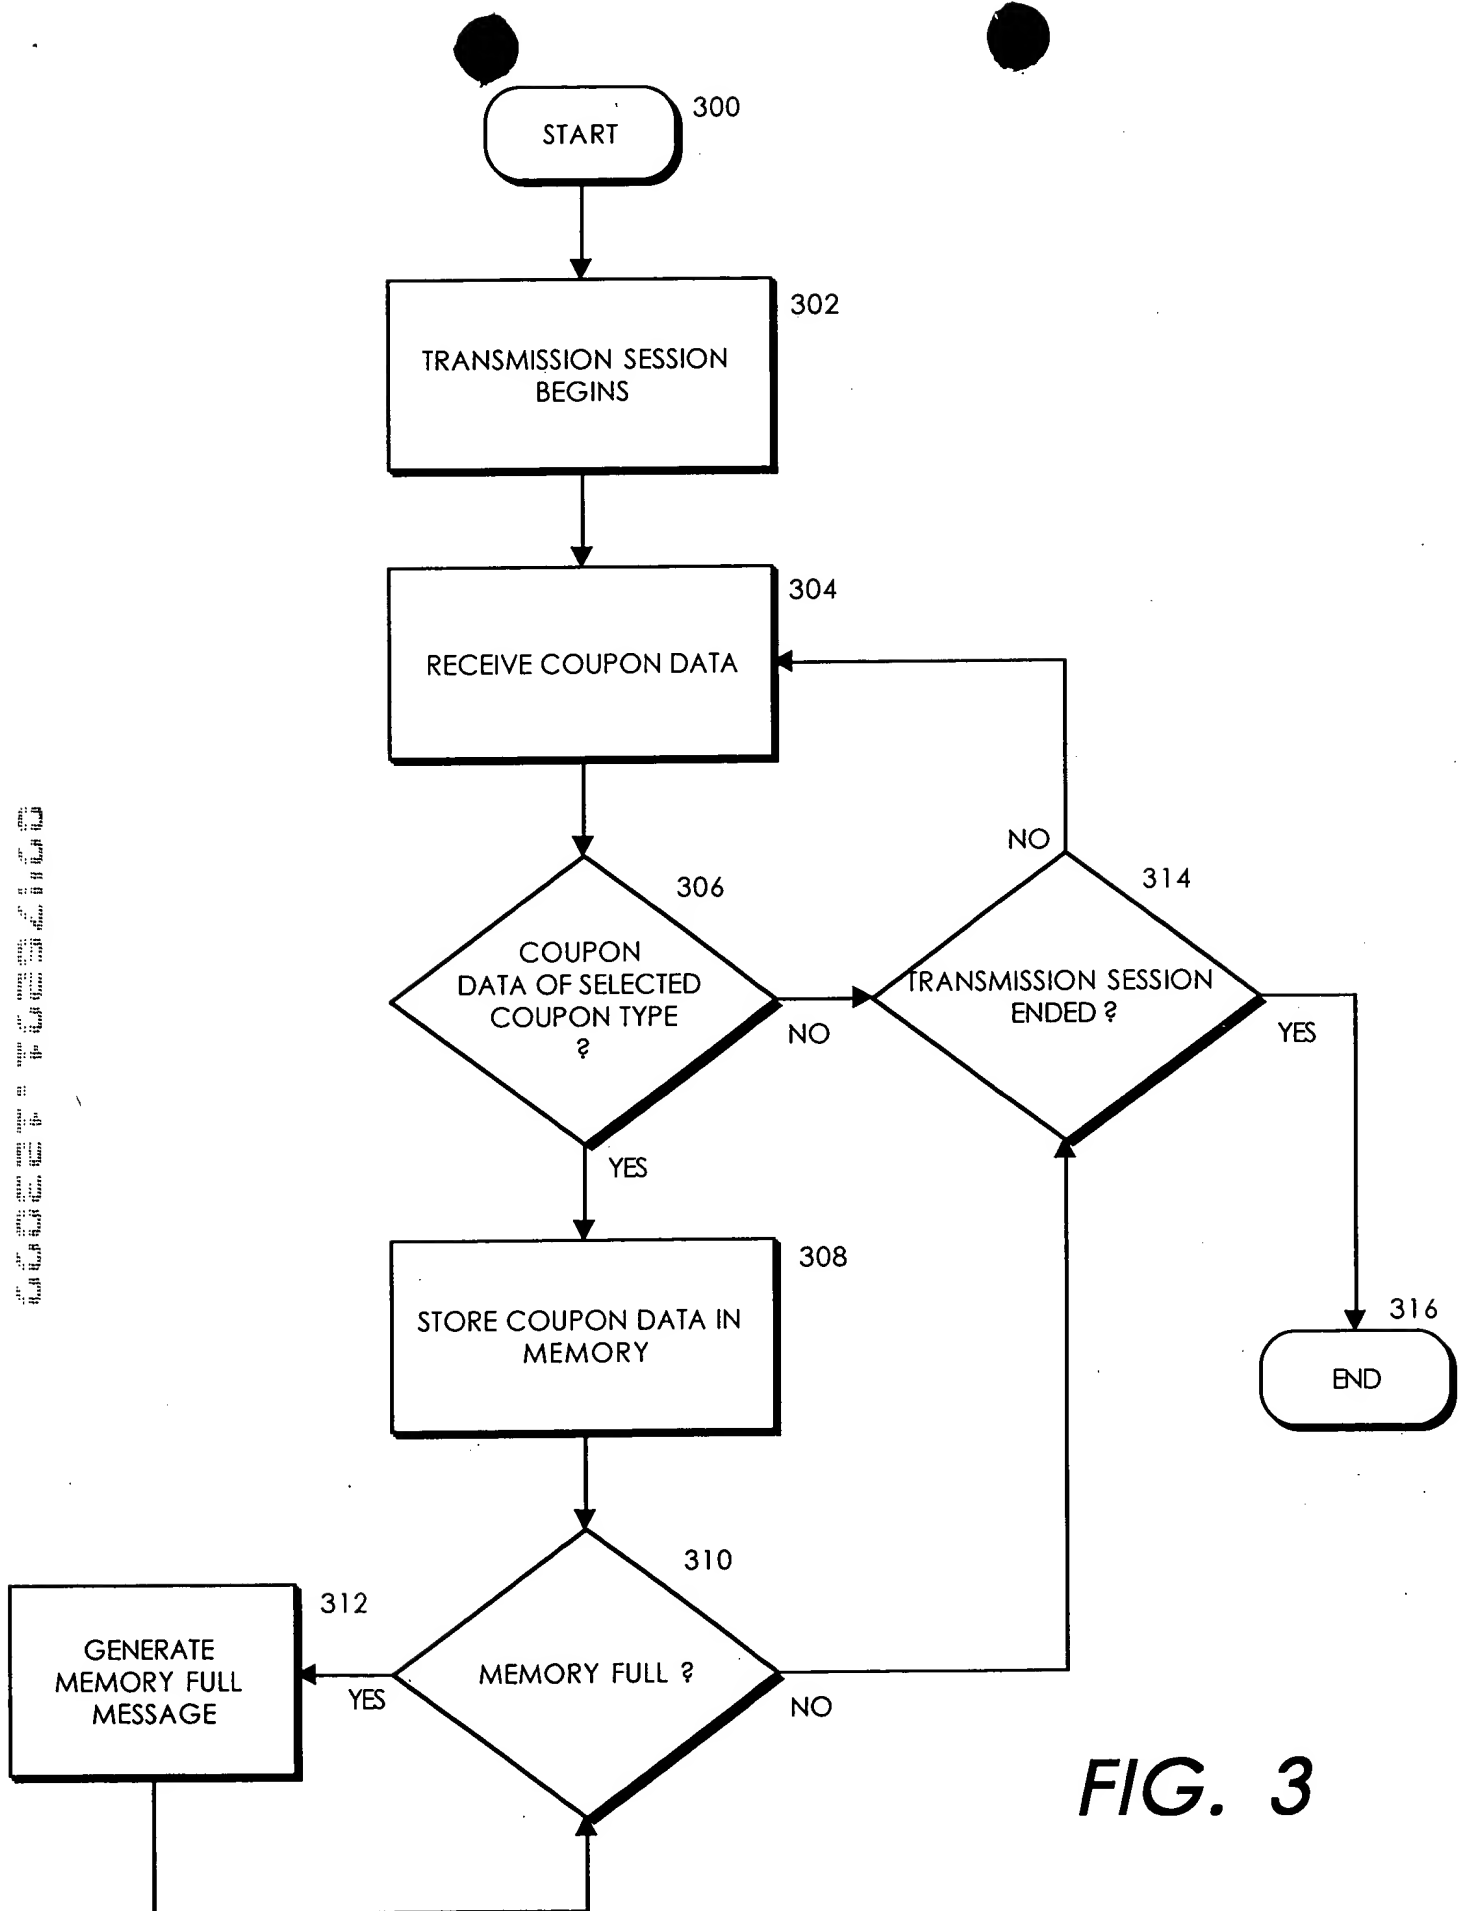 300
START
302
TRANSMISSION SESSION
BEGINS
304
RECEIVE COUPON DATA
NO
306
314
COUPON
DATA OF SELECTED
COUPON TYPE
?
TRANSMISSION SESSION
ENDED ?
NO
YES
YES
308
STORE COUPON DATA IN
MEMORY
316
END
310
312
GENERATE
MEMORY FULL
MESSAGE
MEMORY FULL ?
YES
NO
FIG. 3